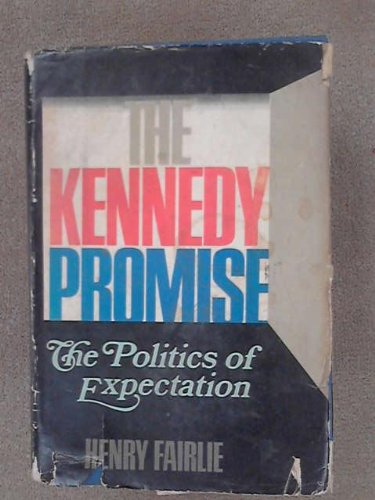 THE
KENNEDY
PROMISE
The Politics of
Expectation
HENRY FAIRLIE